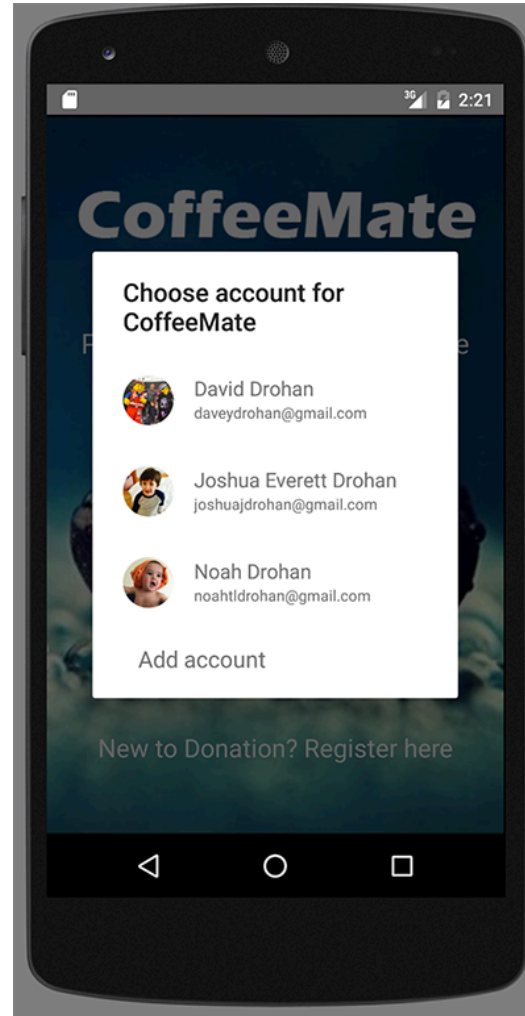 3G 2:21
CoffeeMate
Choose account for
CoffeeMate
David Drohan
daveydrohan@gmail.com
Joshua Everett Drohan
joshuajdrohan@gmail.com
Noah Drohan
noahtldrohan@gmail.com
Add account
New to Donation? Register here